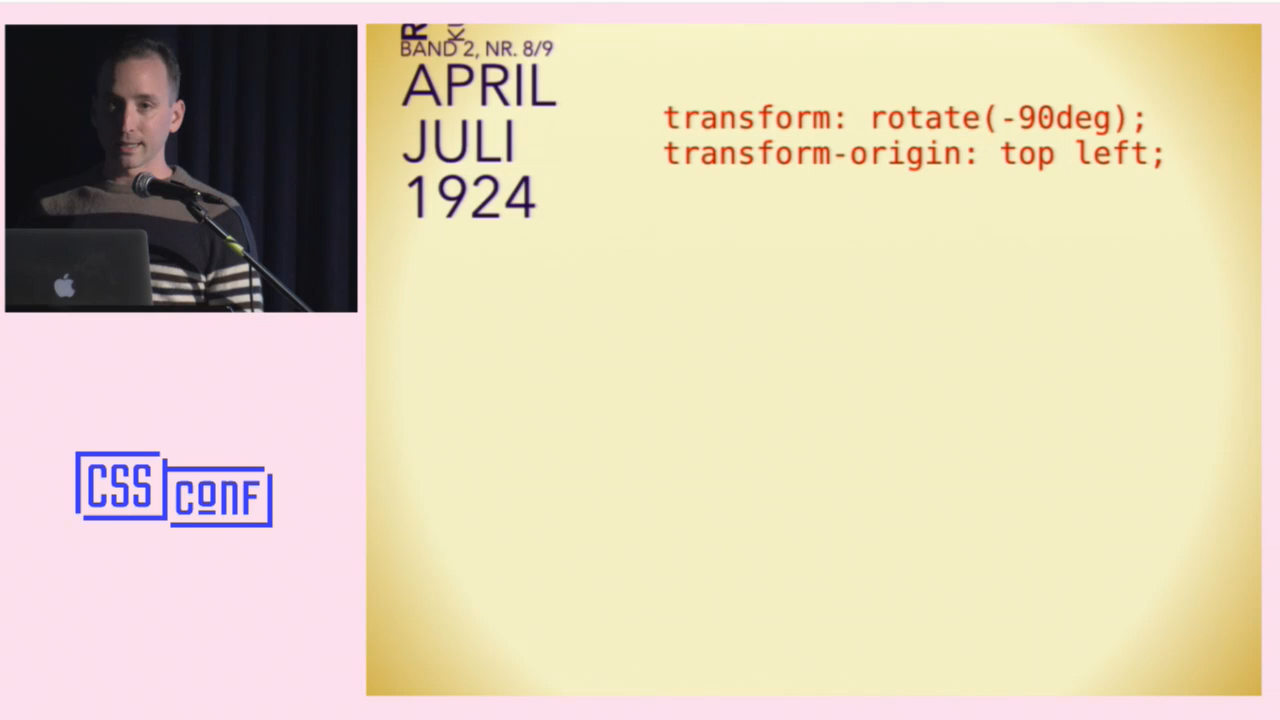 BAND 2, NR. 8/9
APRIL
JULI
1924
transform: rotate(-90deg);
transform-origin: top left;
CSS
CONF